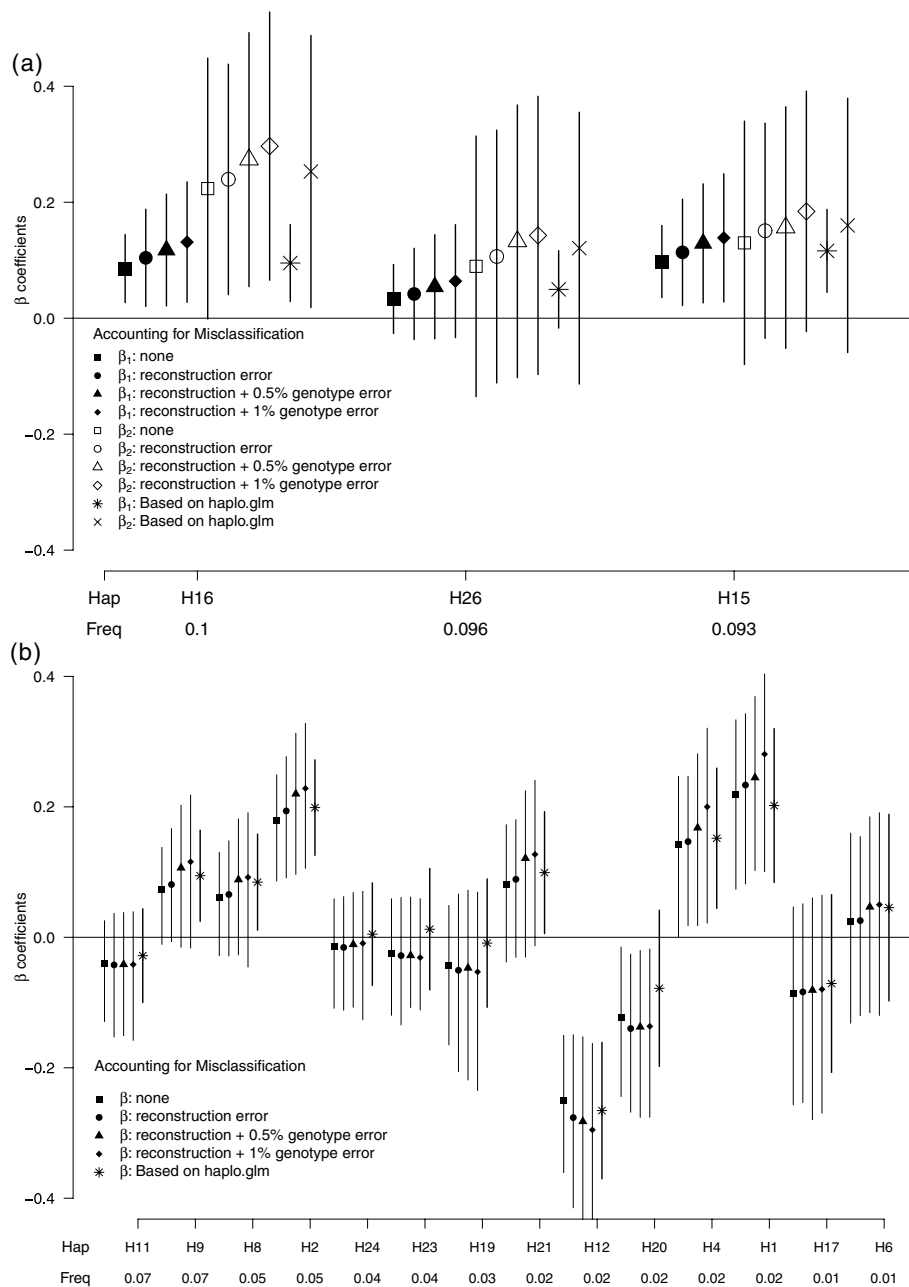 (a)
0.4
0.2
0.0
−0.2
−0.4
β coefficients
Accounting for Misclassification
β₁: none
β₁: reconstruction error
β₁: reconstruction + 0.5% genotype error
β₁: reconstruction + 1% genotype error
β₂: none
β₂: reconstruction error
β₂: reconstruction + 0.5% genotype error
β₂: reconstruction + 1% genotype error
β₁: Based on haplo.glm
β₂: Based on haplo.glm
Hap H16 H26 H15
Freq 0.1 0.096 0.093
(b)
0.4
0.2
0.0
−0.2
−0.4
β coefficients
Accounting for Misclassification
β: none
β: reconstruction error
β: reconstruction + 0.5% genotype error
β: reconstruction + 1% genotype error
β: Based on haplo.glm
Hap H11 H9 H8 H2 H24 H23 H19 H21 H12 H20 H4 H1 H17 H6
Freq 0.07 0.07 0.05 0.05 0.04 0.04 0.03 0.02 0.02 0.02 0.02 0.02 0.01 0.01